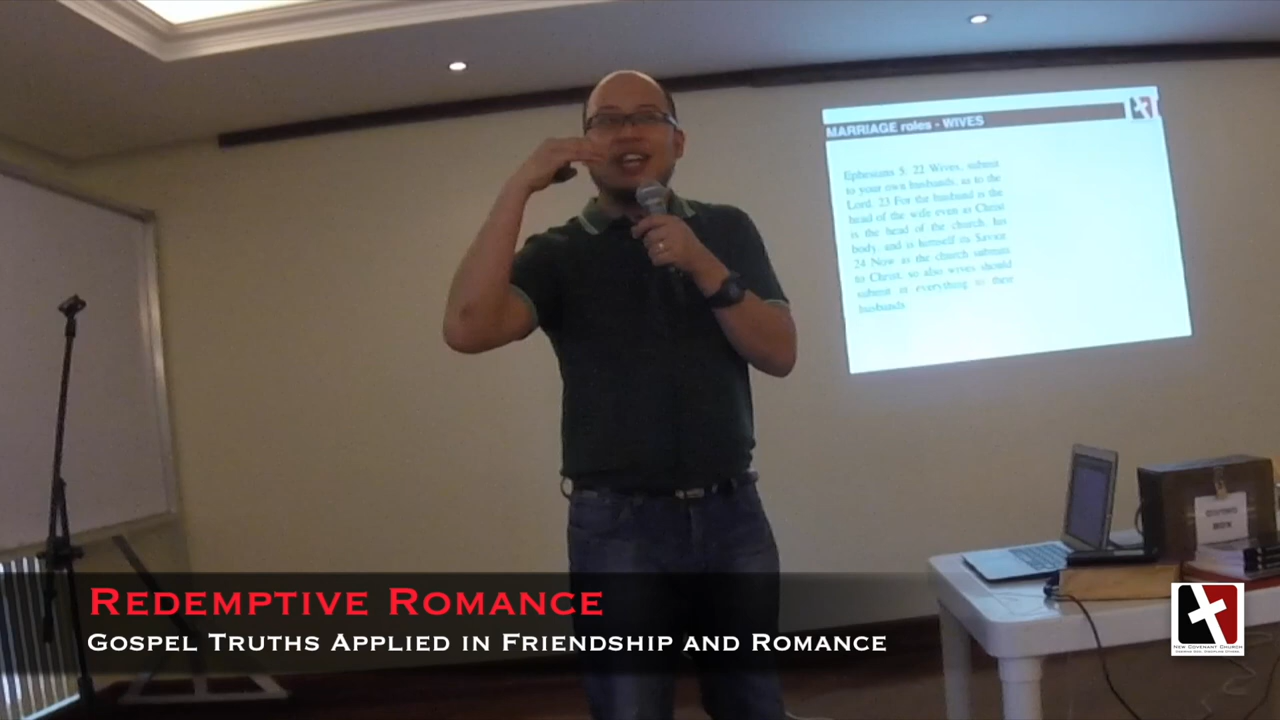 MARRIAGE roles - WIVES
Ephesians 5: 22 Wives, submit
to your own husbands, as to the
Lord. 23 For the husband is the
head of the wife even as Christ
is the head of the church, his
body, and is himself its Savior.
24 Now as the church submits
to Christ, so also wives should
submit in everything to their
husbands.
GIVING
BOX
REDEMPTIVE ROMANCE
GOSPEL TRUTHS APPLIED IN FRIENDSHIP AND ROMANCE
NEW COVENANT CHURCH